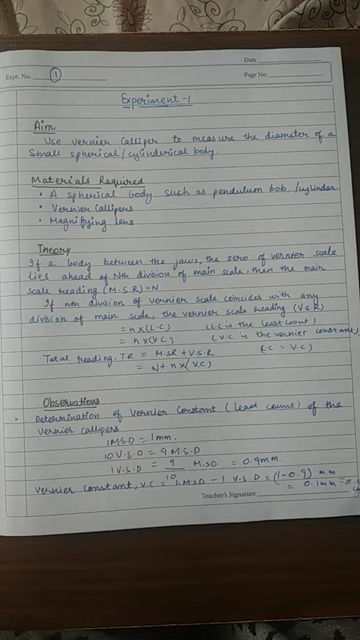 Date
Expt. No. 1
Page No.
Experiment-1
Aim
Use vernier Calliper to measure the diameter of a
Small spherical/cylinderical body.
Materials Required
• A spherical body such as pendulum bob./cylinder
• Vernier Callipers
• Magnifying lens.
Theory
If a body between the jaws, the zero of vernier scale
lies ahead of Nth division of main scale, then the main
scale reading (M.S.R) = N
If nth division of vernier scale coincides with any
division of main scale, the vernier scale reading (V.S.R)
= n x (L.C) (L.C is the least count)
= n x (V.C.) (V.C is the vernier constant)
Total reading, T.R = M.S.R + V.S.R (L.C = V.C)
= N + n x (V.C)
Observations
Determination of Vernier Constant (Least count) of the
vernier callipers
1 M.S.D = 1 mm.
10 V.S.D = 9 M.S.D
1 V.S.D = 9/10 M.S.D = 0.9 mm.
Vernier Constant, V.C = 1 M.S.D - 1 V.S.D = (1-0.9) mm
= 0.1mm = 0
Teacher's Signature